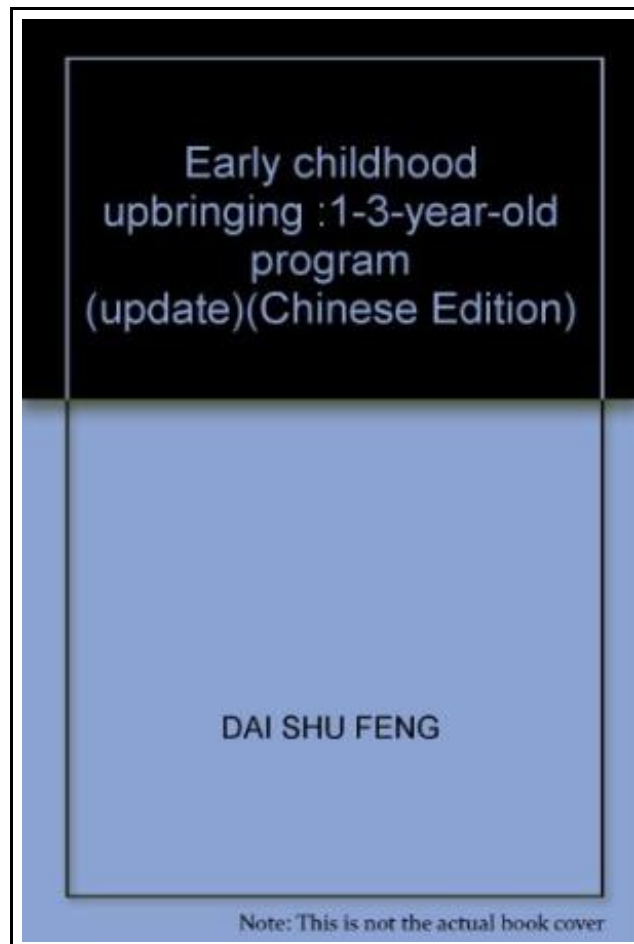 Early childhood
upbringing :1-3-year-old
program
(update)(Chinese Edition)
DAI SHU FENG
Note: This is not the actual book cover